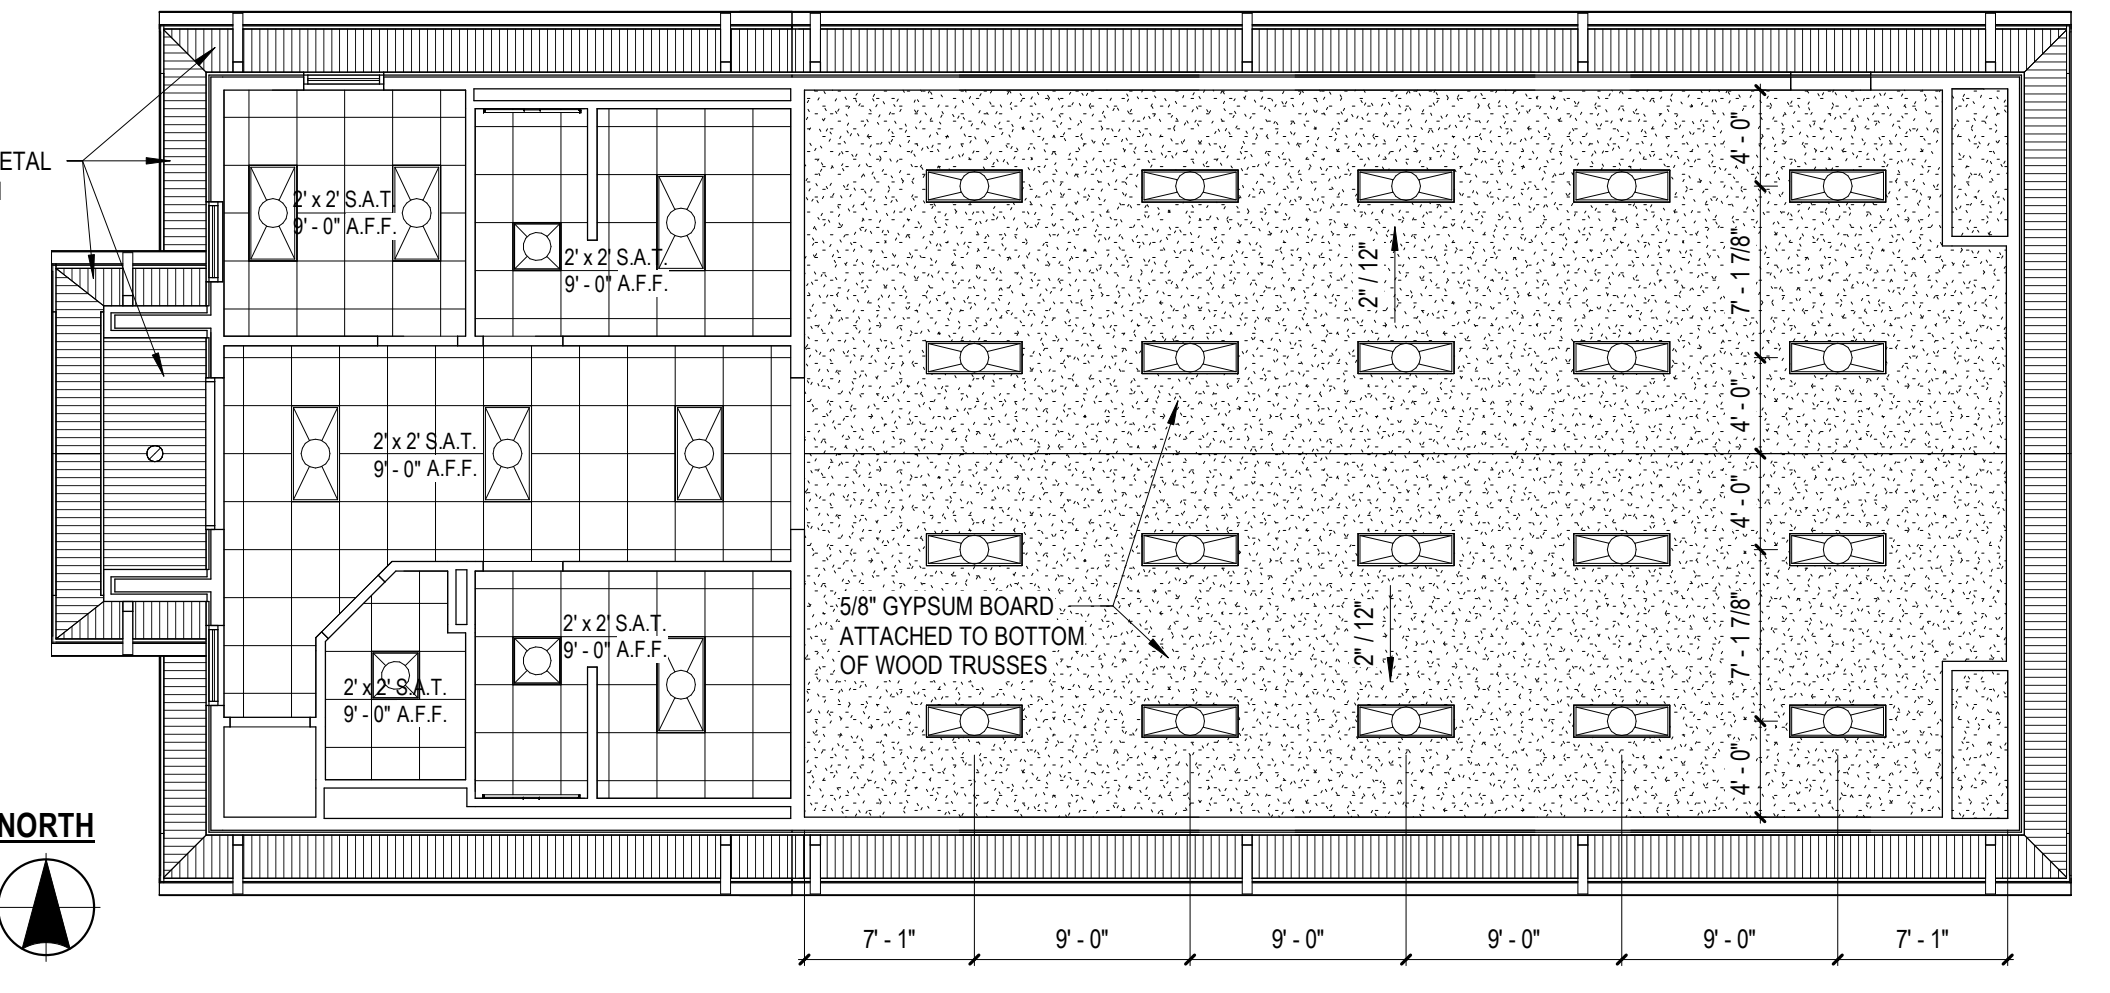 ETAL
2' x 2' S.A.T.
9' - 0" A.F.F.
2' x 2' S.A.T.
9' - 0" A.F.F.
2' x 2' S.A.T.
9' - 0" A.F.F.
2' x 2' S.A.T.
9' - 0" A.F.F.
2' x 2' S.A.T.
9' - 0" A.F.F.
5/8" GYPSUM BOARD
ATTACHED TO BOTTOM
OF WOOD TRUSSES
2" / 12"
2" / 12"
4' - 0"
7' - 1 7/8"
4' - 0"
4' - 0"
7' - 1 7/8"
4' - 0"
NORTH
7' - 1"
9' - 0"
9' - 0"
9' - 0"
9' - 0"
7' - 1"